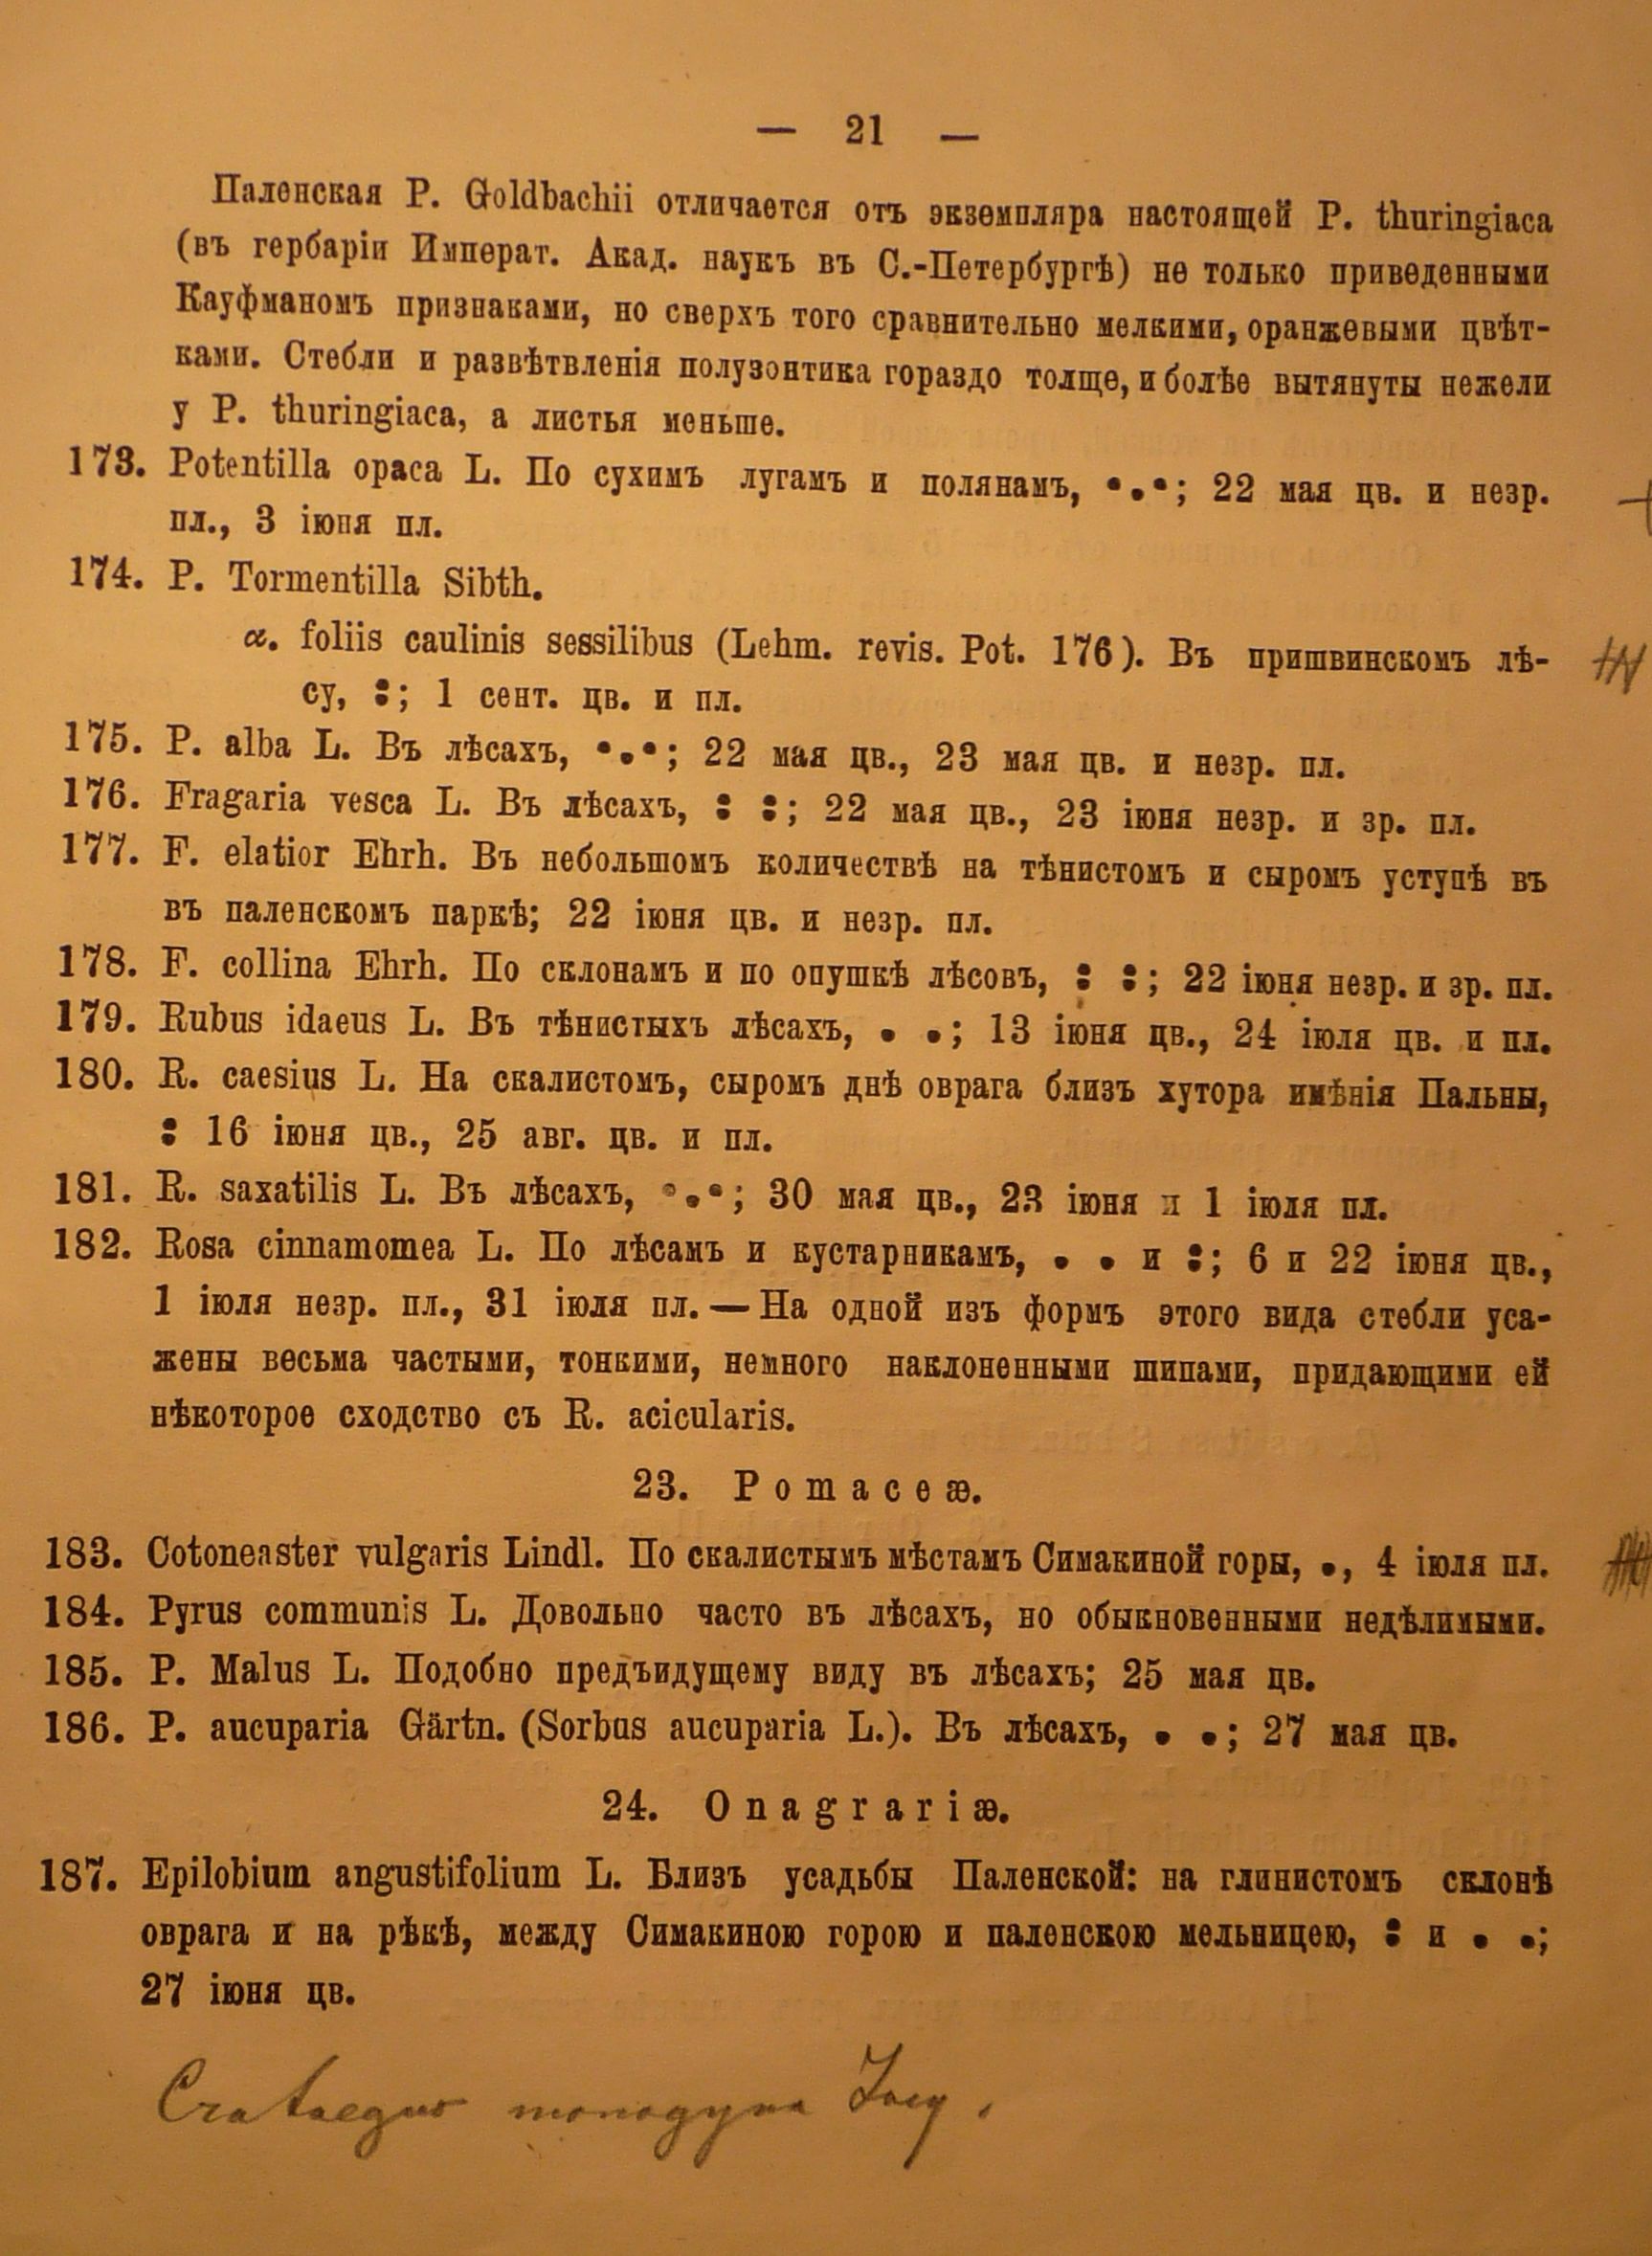 — 21 —
Паленская P. Goldbachii отличается отъ экземпляра настоящей P. thuringiaca
(въ гербаріи Императ. Акад. наукъ въ С.-Петербургѣ) не только приведенными
Кауфманомъ признаками, но сверхъ того сравнительно мелкими, оранжевыми цвѣт-
ками. Стебли и развѣтвленія полузонтика гораздо толще, и болѣе вытянуты нежели
у P. thuringiaca, а листья меньше.
173. Potentilla opaca L. По сухимъ лугамъ и полянамъ, •.•; 22 мая цв. и незр.
пл., 3 іюня пл.
174. P. Tormentilla Sibth.
α. foliis caulinis sessilibus (Lehm. revis. Pot. 176). Въ пришвинскомъ лѣ-
су, :; 1 сент. цв. и пл.
175. P. alba L. Въ лѣсахъ, •.•; 22 мая цв., 23 мая цв. и незр. пл.
176. Fragaria vesca L. Въ лѣсахъ, : :; 22 мая цв., 23 іюня незр. и зр. пл.
177. F. elatior Ehrh. Въ небольшомъ количествѣ на тѣнистомъ и сыромъ уступѣ въ
въ паленскомъ паркѣ; 22 іюня цв. и незр. пл.
178. F. collina Ehrh. По склонамъ и по опушкѣ лѣсовъ, : :; 22 іюня незр. и зр. пл.
179. Rubus idaeus L. Въ тѣнистыхъ лѣсахъ, • •; 13 іюня цв., 24 іюля цв. и пл.
180. R. caesius L. На скалистомъ, сыромъ днѣ оврага близъ хутора имѣнія Пальны,
: 16 іюня цв., 25 авг. цв. и пл.
181. R. saxatilis L. Въ лѣсахъ, •.•; 30 мая цв., 23 іюня и 1 іюля пл.
182. Rosa cinnamomea L. По лѣсамъ и кустарникамъ, • • и :; 6 и 22 іюня цв.,
1 іюля незр. пл., 31 іюля пл. — На одной изъ формъ этого вида стебли уса-
жены весьма частыми, тонкими, немного наклоненными шипами, придающими ей
нѣкоторое сходство съ R. acicularis.
23. Pomaceæ.
183. Cotoneaster vulgaris Lindl. По скалистымъ мѣстамъ Симакиной горы, •, 4 іюля пл.
184. Pyrus communis L. Довольно часто въ лѣсахъ, но обыкновенными недѣлимыми.
185. P. Malus L. Подобно предъидущему виду въ лѣсахъ; 25 мая цв.
186. P. aucuparia Gärtn. (Sorbus aucuparia L.). Въ лѣсахъ, • •; 27 мая цв.
24. Onagrariæ.
187. Epilobium angustifolium L. Близъ усадьбы Паленской: на глинистомъ склонѣ
оврага и на рѣкѣ, между Симакиною горою и паленскою мельницею, : и • •;
27 іюня цв.
Crataegus monogyna Jacq.